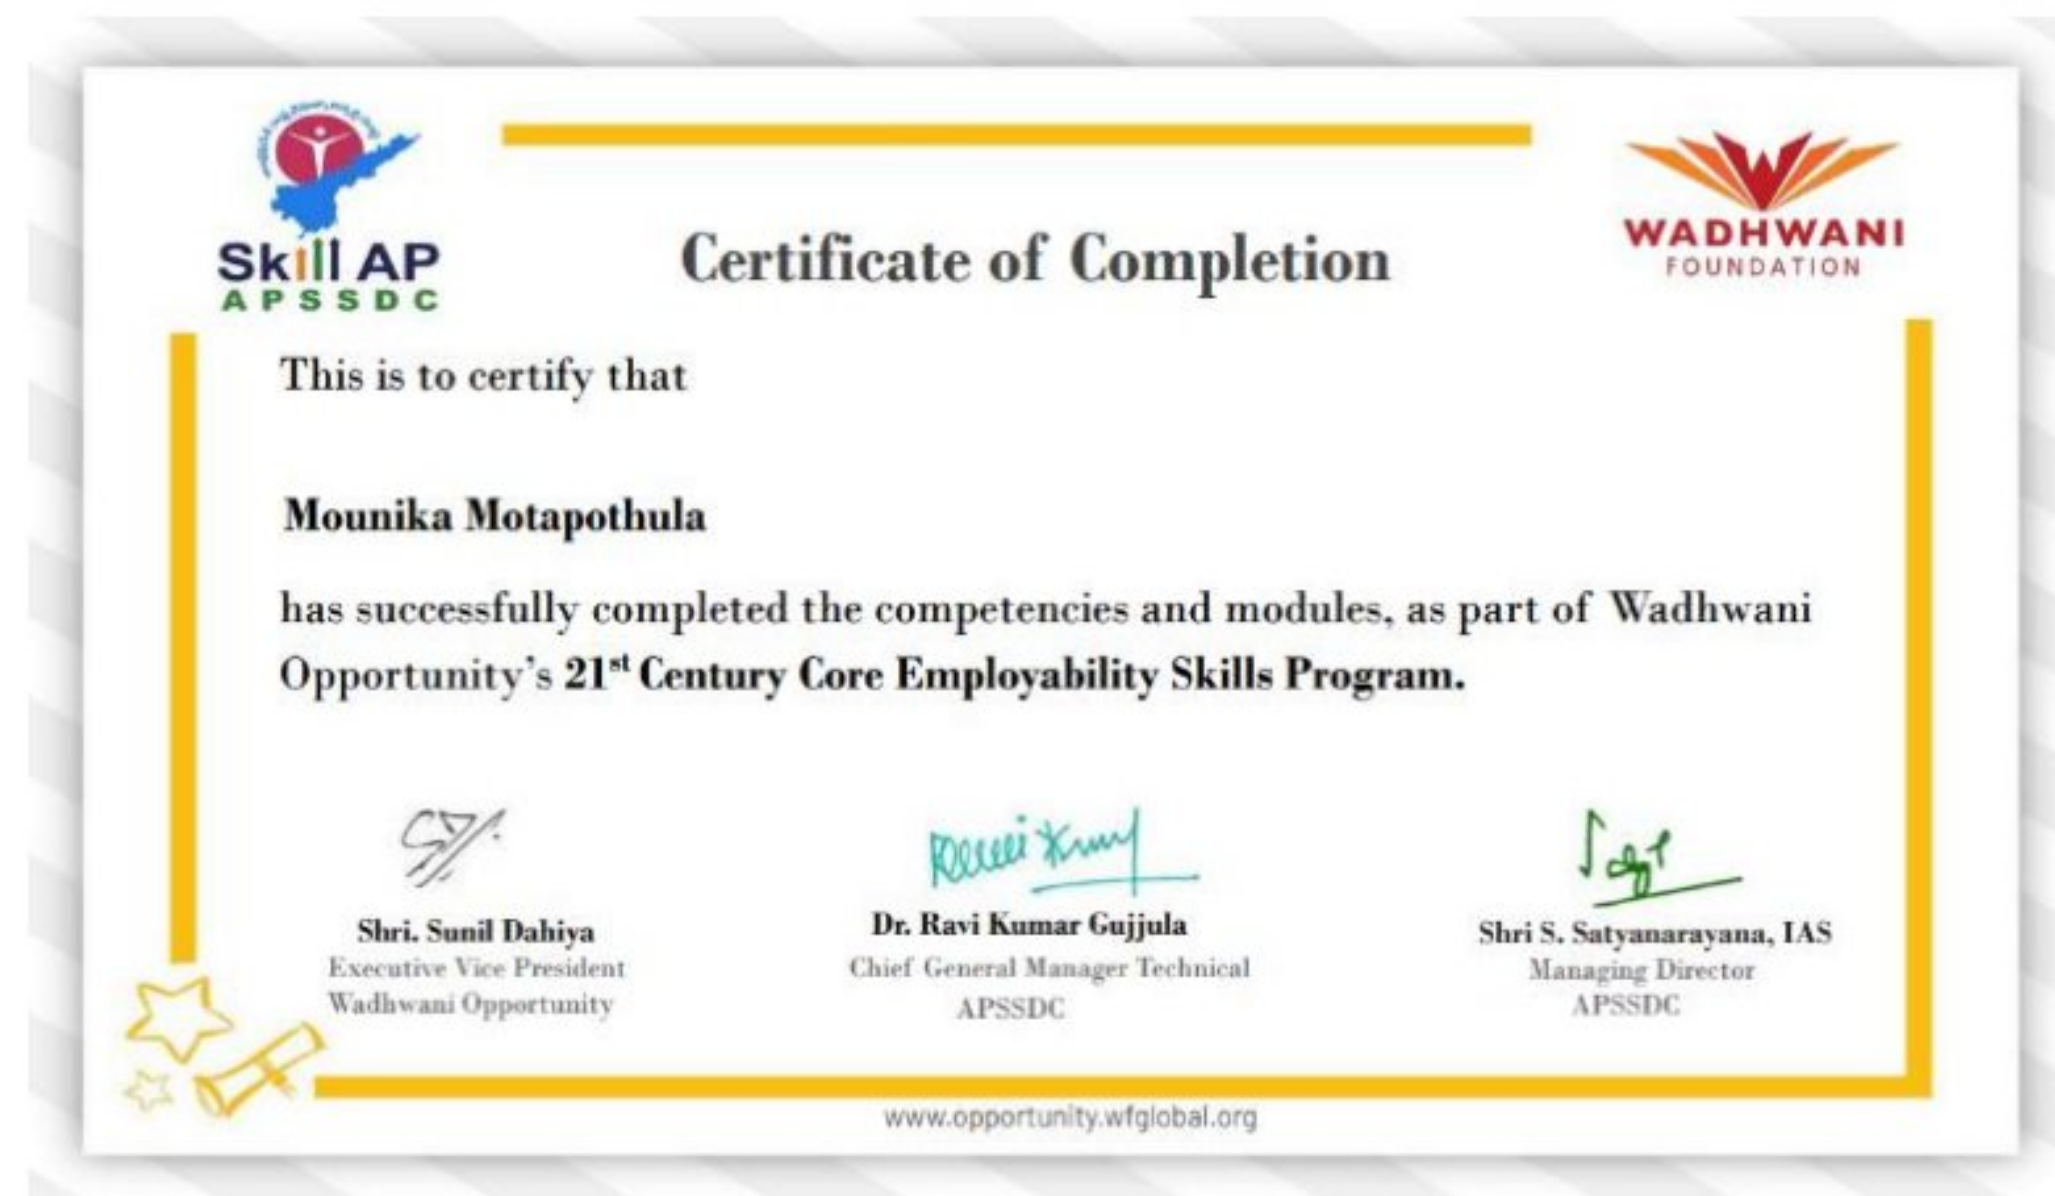 Skill AP
APSSDC
WADHWANI
FOUNDATION
Certificate of Completion
This is to certify that
Mounika Motapothula
has successfully completed the competencies and modules, as part of Wadhwani
Opportunity's 21st Century Core Employability Skills Program.
Shri. Sunil Dahiya
Executive Vice President
Wadhwani Opportunity
Dr. Ravi Kumar Gujjula
Chief General Manager Technical
APSSDC
Shri S. Satyanarayana, IAS
Managing Director
APSSDC
www.opportunity.wfglobal.org